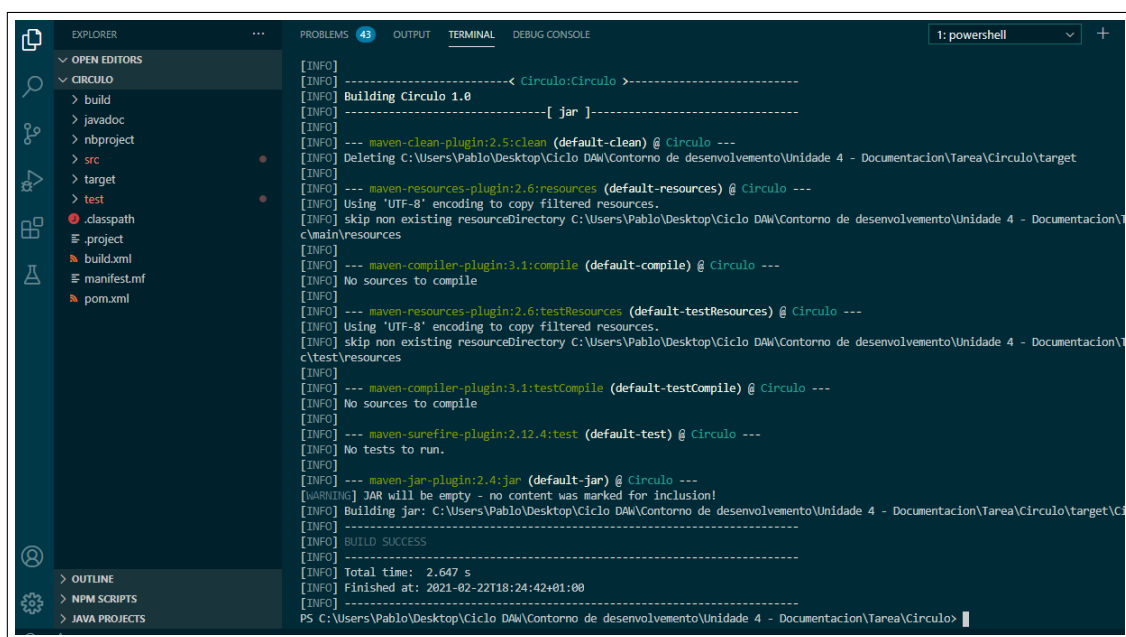 EXPLORER ···
OPEN EDITORS
CIRCULO
build
javadoc
nbproject
src
target
test
.classpath
.project
build.xml
manifest.mf
pom.xml
OUTLINE
NPM SCRIPTS
JAVA PROJECTS
PROBLEMS 43 OUTPUT TERMINAL DEBUG CONSOLE 1: powershell
[INFO]
[INFO] --------------------------< Circulo:Circulo >---------------------------
[INFO] Building Circulo 1.0
[INFO] --------------------------------[ jar ]---------------------------------
[INFO]
[INFO] --- maven-clean-plugin:2.5:clean (default-clean) @ Circulo ---
[INFO] Deleting C:\Users\Pablo\Desktop\Ciclo DAW\Contorno de desenvolvemento\Unidade 4 - Documentacion\Tarea\Circulo\target
[INFO]
[INFO] --- maven-resources-plugin:2.6:resources (default-resources) @ Circulo ---
[INFO] Using 'UTF-8' encoding to copy filtered resources.
[INFO] skip non existing resourceDirectory C:\Users\Pablo\Desktop\Ciclo DAW\Contorno de desenvolvemento\Unidade 4 - Documentacion\T
c\main\resources
[INFO]
[INFO] --- maven-compiler-plugin:3.1:compile (default-compile) @ Circulo ---
[INFO] No sources to compile
[INFO]
[INFO] --- maven-resources-plugin:2.6:testResources (default-testResources) @ Circulo ---
[INFO] Using 'UTF-8' encoding to copy filtered resources.
[INFO] skip non existing resourceDirectory C:\Users\Pablo\Desktop\Ciclo DAW\Contorno de desenvolvemento\Unidade 4 - Documentacion\T
c\test\resources
[INFO]
[INFO] --- maven-compiler-plugin:3.1:testCompile (default-testCompile) @ Circulo ---
[INFO] No sources to compile
[INFO]
[INFO] --- maven-surefire-plugin:2.12.4:test (default-test) @ Circulo ---
[INFO] No tests to run.
[INFO]
[INFO] --- maven-jar-plugin:2.4:jar (default-jar) @ Circulo ---
[WARNING] JAR will be empty - no content was marked for inclusion!
[INFO] Building jar: C:\Users\Pablo\Desktop\Ciclo DAW\Contorno de desenvolvemento\Unidade 4 - Documentacion\Tarea\Circulo\target\Ci
[INFO] ------------------------------------------------------------------------
[INFO] BUILD SUCCESS
[INFO] ------------------------------------------------------------------------
[INFO] Total time:  2.647 s
[INFO] Finished at: 2021-02-22T18:24:42+01:00
[INFO] ------------------------------------------------------------------------
PS C:\Users\Pablo\Desktop\Ciclo DAW\Contorno de desenvolvemento\Unidade 4 - Documentacion\Tarea\Circulo>